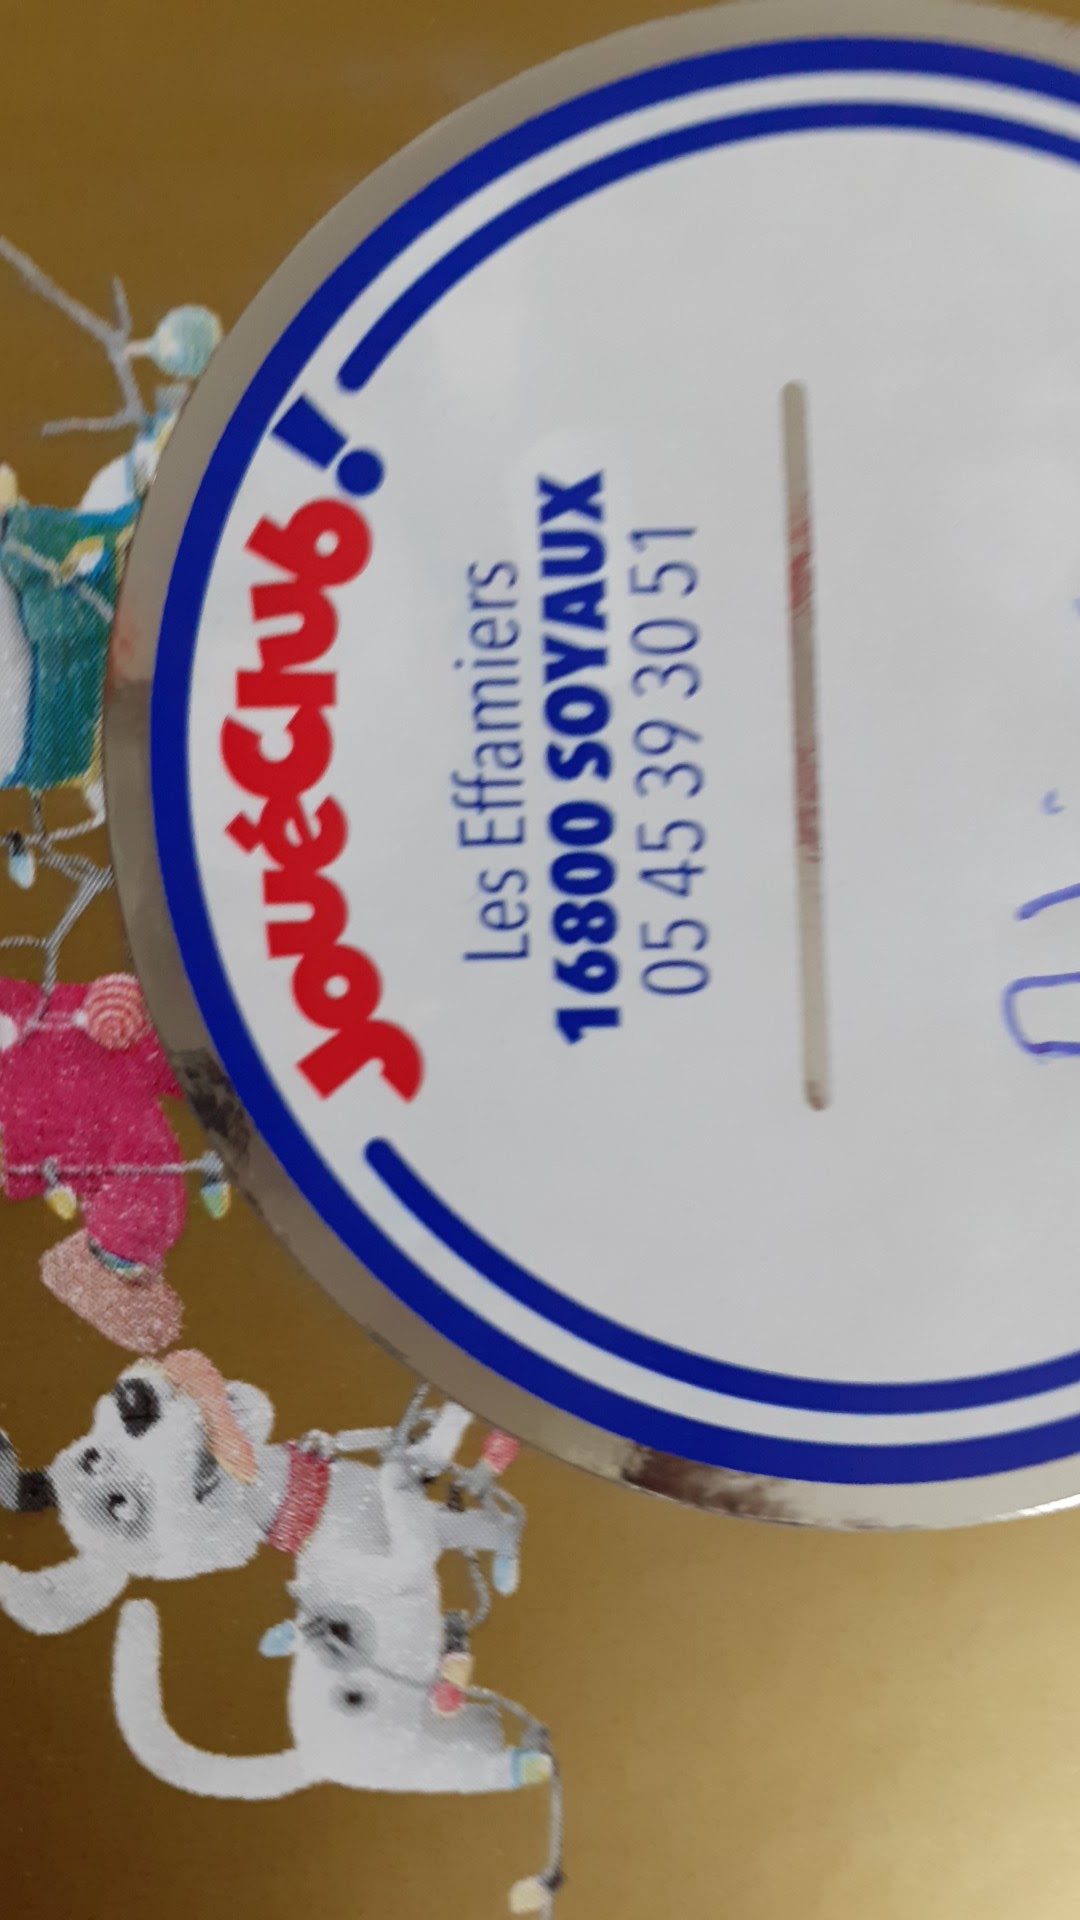 JouéClub!
Les Effamiers
16800 SOYAUX
05 45 39 30 51